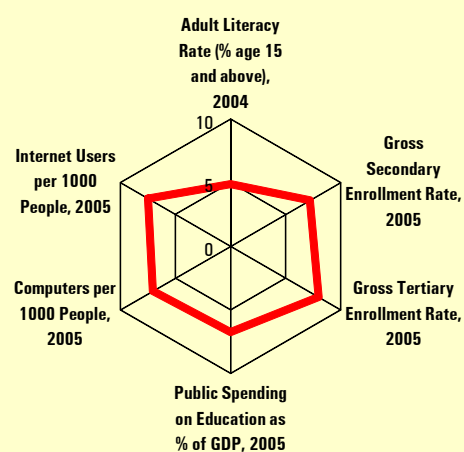 Adult Literacy
Rate (% age 15
and above),
2004
10
5
0
Gross
Secondary
Enrollment Rate,
2005
Gross Tertiary
Enrollment Rate,
2005
Public Spending
on Education as
% of GDP, 2005
Computers per
1000 People,
2005
Internet Users
per 1000
People, 2005